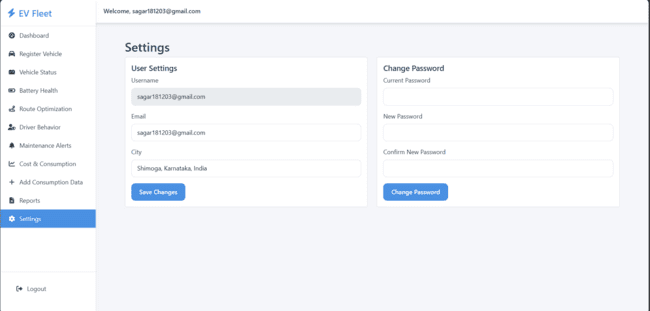 EV Fleet
Welcome, sagar181203@gmail.com
Dashboard
Register Vehicle
Vehicle Status
Battery Health
Route Optimization
Driver Behavior
Maintenance Alerts
Cost & Consumption
Add Consumption Data
Reports
Settings
Logout
Settings
User Settings
Username
sagar181203@gmail.com
Email
sagar181203@gmail.com
City
Shimoga, Karnataka, India
Save Changes
Change Password
Current Password
New Password
Confirm New Password
Change Password